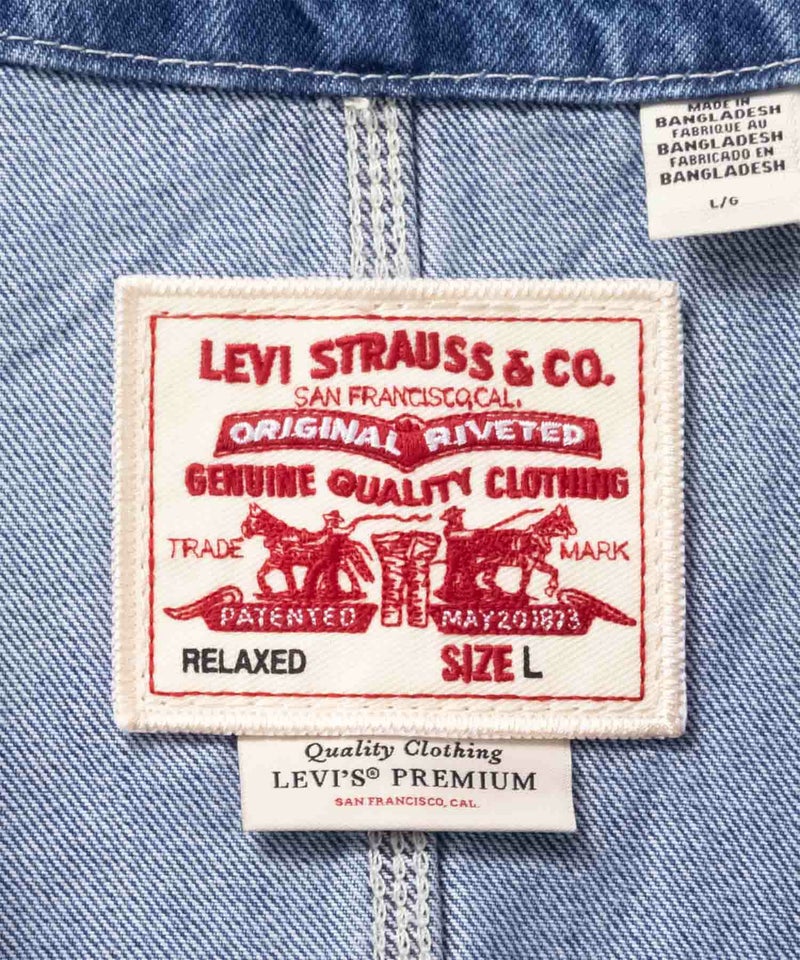 MADE IN
BANGLADESH
FABRIQUE AU
BANGLADESH
FABRICADO EN
BANGLADESH
L/G
LEVI STRAUSS & CO.
SAN FRANCISCO, CAL.
ORIGINAL RIVETED
GENUINE QUALITY CLOTHING
TRADE MARK
PATENTED MAY 20 1873
RELAXED SIZE L
Quality Clothing
LEVI'S® PREMIUM
SAN FRANCISCO, CAL.